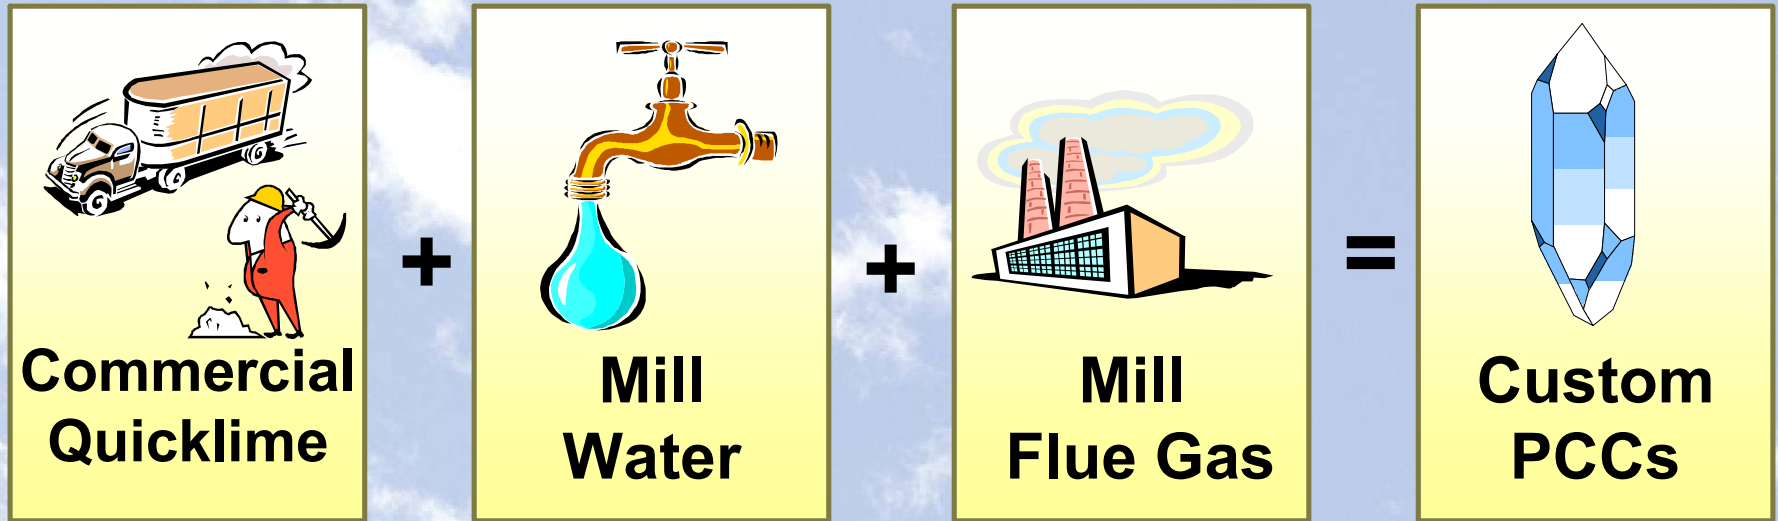 Commercial
Quicklime
+
Mill
Water
+
Mill
Flue Gas
=
Custom
PCCs